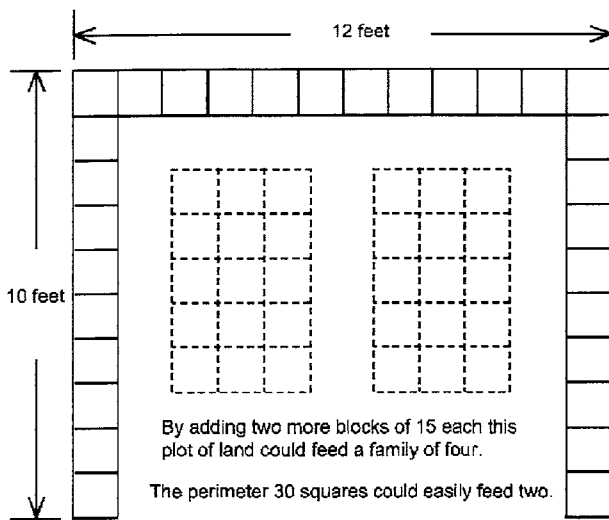 12 feet
10 feet
By adding two more blocks of 15 each this
plot of land could feed a family of four.
The perimeter 30 squares could easily feed two.